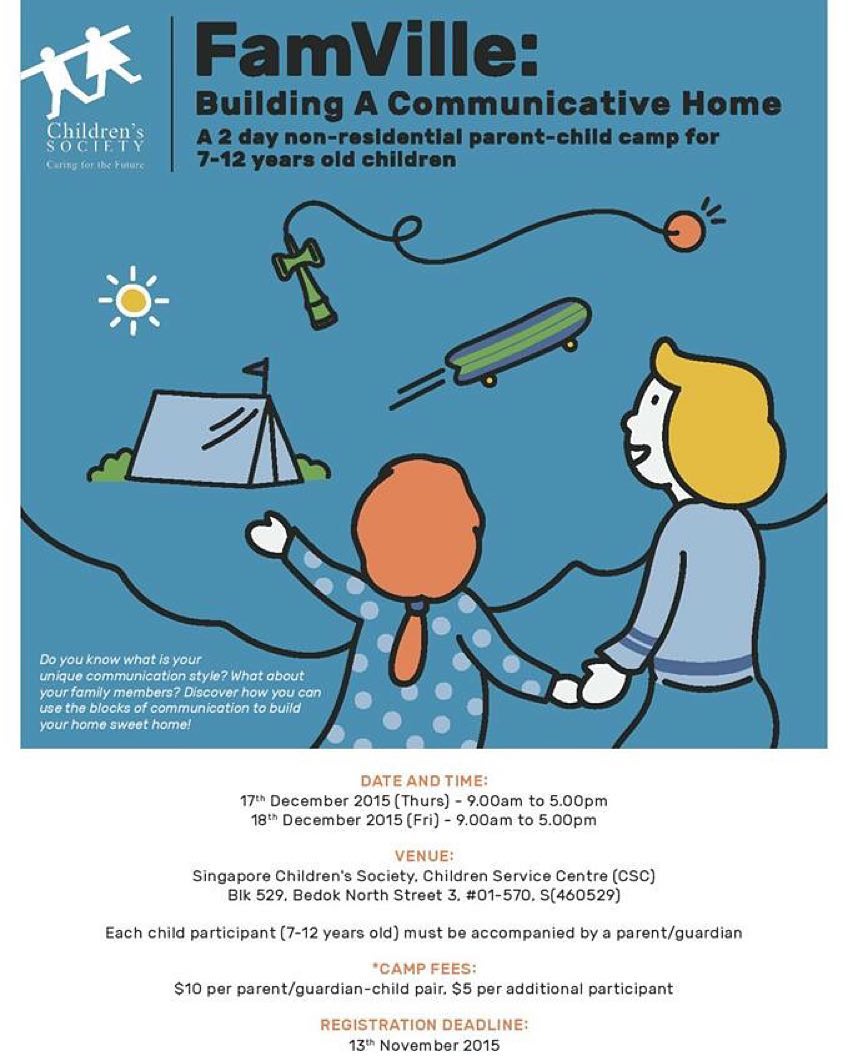 Children's
SOCIETY
Caring for the Future
FamVille:
Building A Communicative Home
A 2 day non-residential parent-child camp for
7-12 years old children
Do you know what is your
unique communication style? What about
your family members? Discover how you can
use the blocks of communication to build
your home sweet home!
DATE AND TIME:
17th December 2015 (Thurs) - 9.00am to 5.00pm
18th December 2015 (Fri) - 9.00am to 5.00pm
VENUE:
Singapore Children's Society, Children Service Centre (CSC)
Blk 529, Bedok North Street 3, #01-570, S(460529)
Each child participant (7-12 years old) must be accompanied by a parent/guardian
*CAMP FEES:
$10 per parent/guardian-child pair, $5 per additional participant
REGISTRATION DEADLINE:
13th November 2015